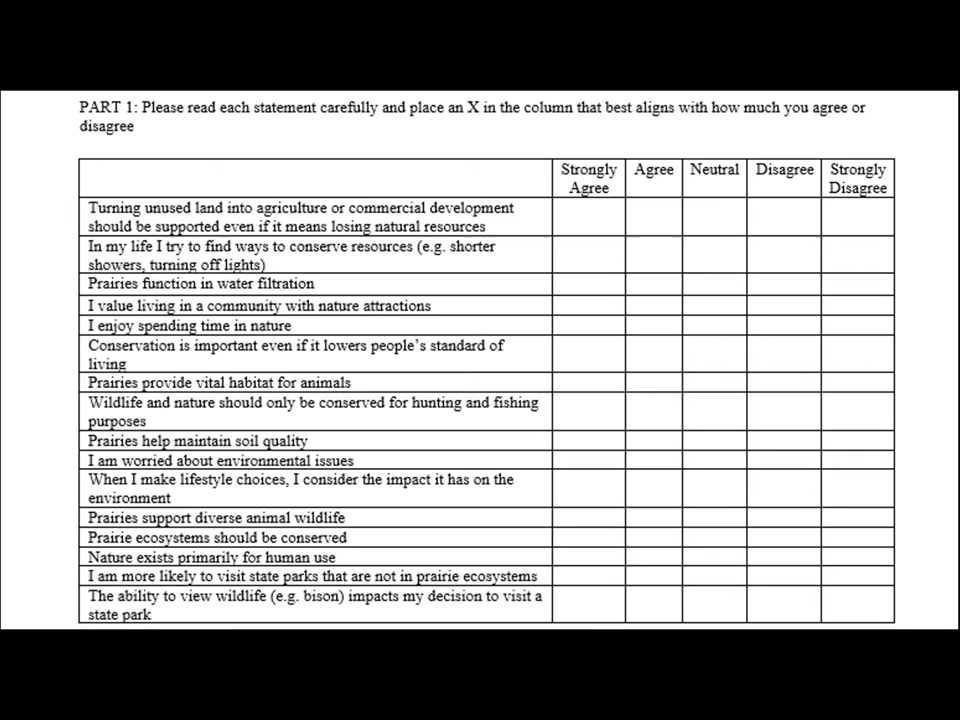 PART 1: Please read each statement carefully and place an X in the column that best aligns with how much you agree or
disagree
Strongly Agree Neutral Disagree Strongly
Agree Disagree
Turning unused land into agriculture or commercial development
should be supported even if it means losing natural resources
In my life I try to find ways to conserve resources (e.g. shorter
showers, turning off lights)
Prairies function in water filtration
I value living in a community with nature attractions
I enjoy spending time in nature
Conservation is important even if it lowers people's standard of
living
Prairies provide vital habitat for animals
Wildlife and nature should only be conserved for hunting and fishing
purposes
Prairies help maintain soil quality
I am worried about environmental issues
When I make lifestyle choices, I consider the impact it has on the
environment
Prairies support diverse animal wildlife
Prairie ecosystems should be conserved
Nature exists primarily for human use
I am more likely to visit state parks that are not in prairie ecosystems
The ability to view wildlife (e.g. bison) impacts my decision to visit a
state park